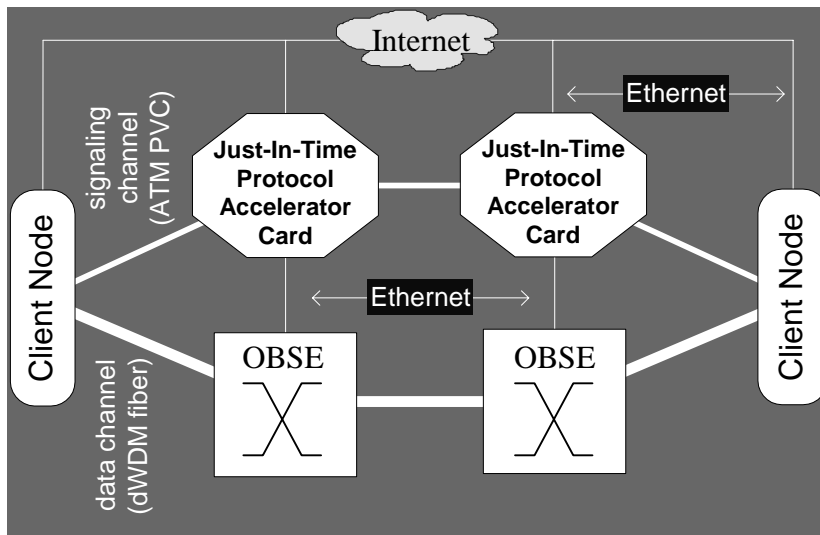 Internet
Ethernet
signaling
channel
(ATM PVC)
Just-In-Time
Protocol
Accelerator
Card
Just-In-Time
Protocol
Accelerator
Card
Client Node
Client Node
Ethernet
OBSE
OBSE
data channel
(dWDM fiber)